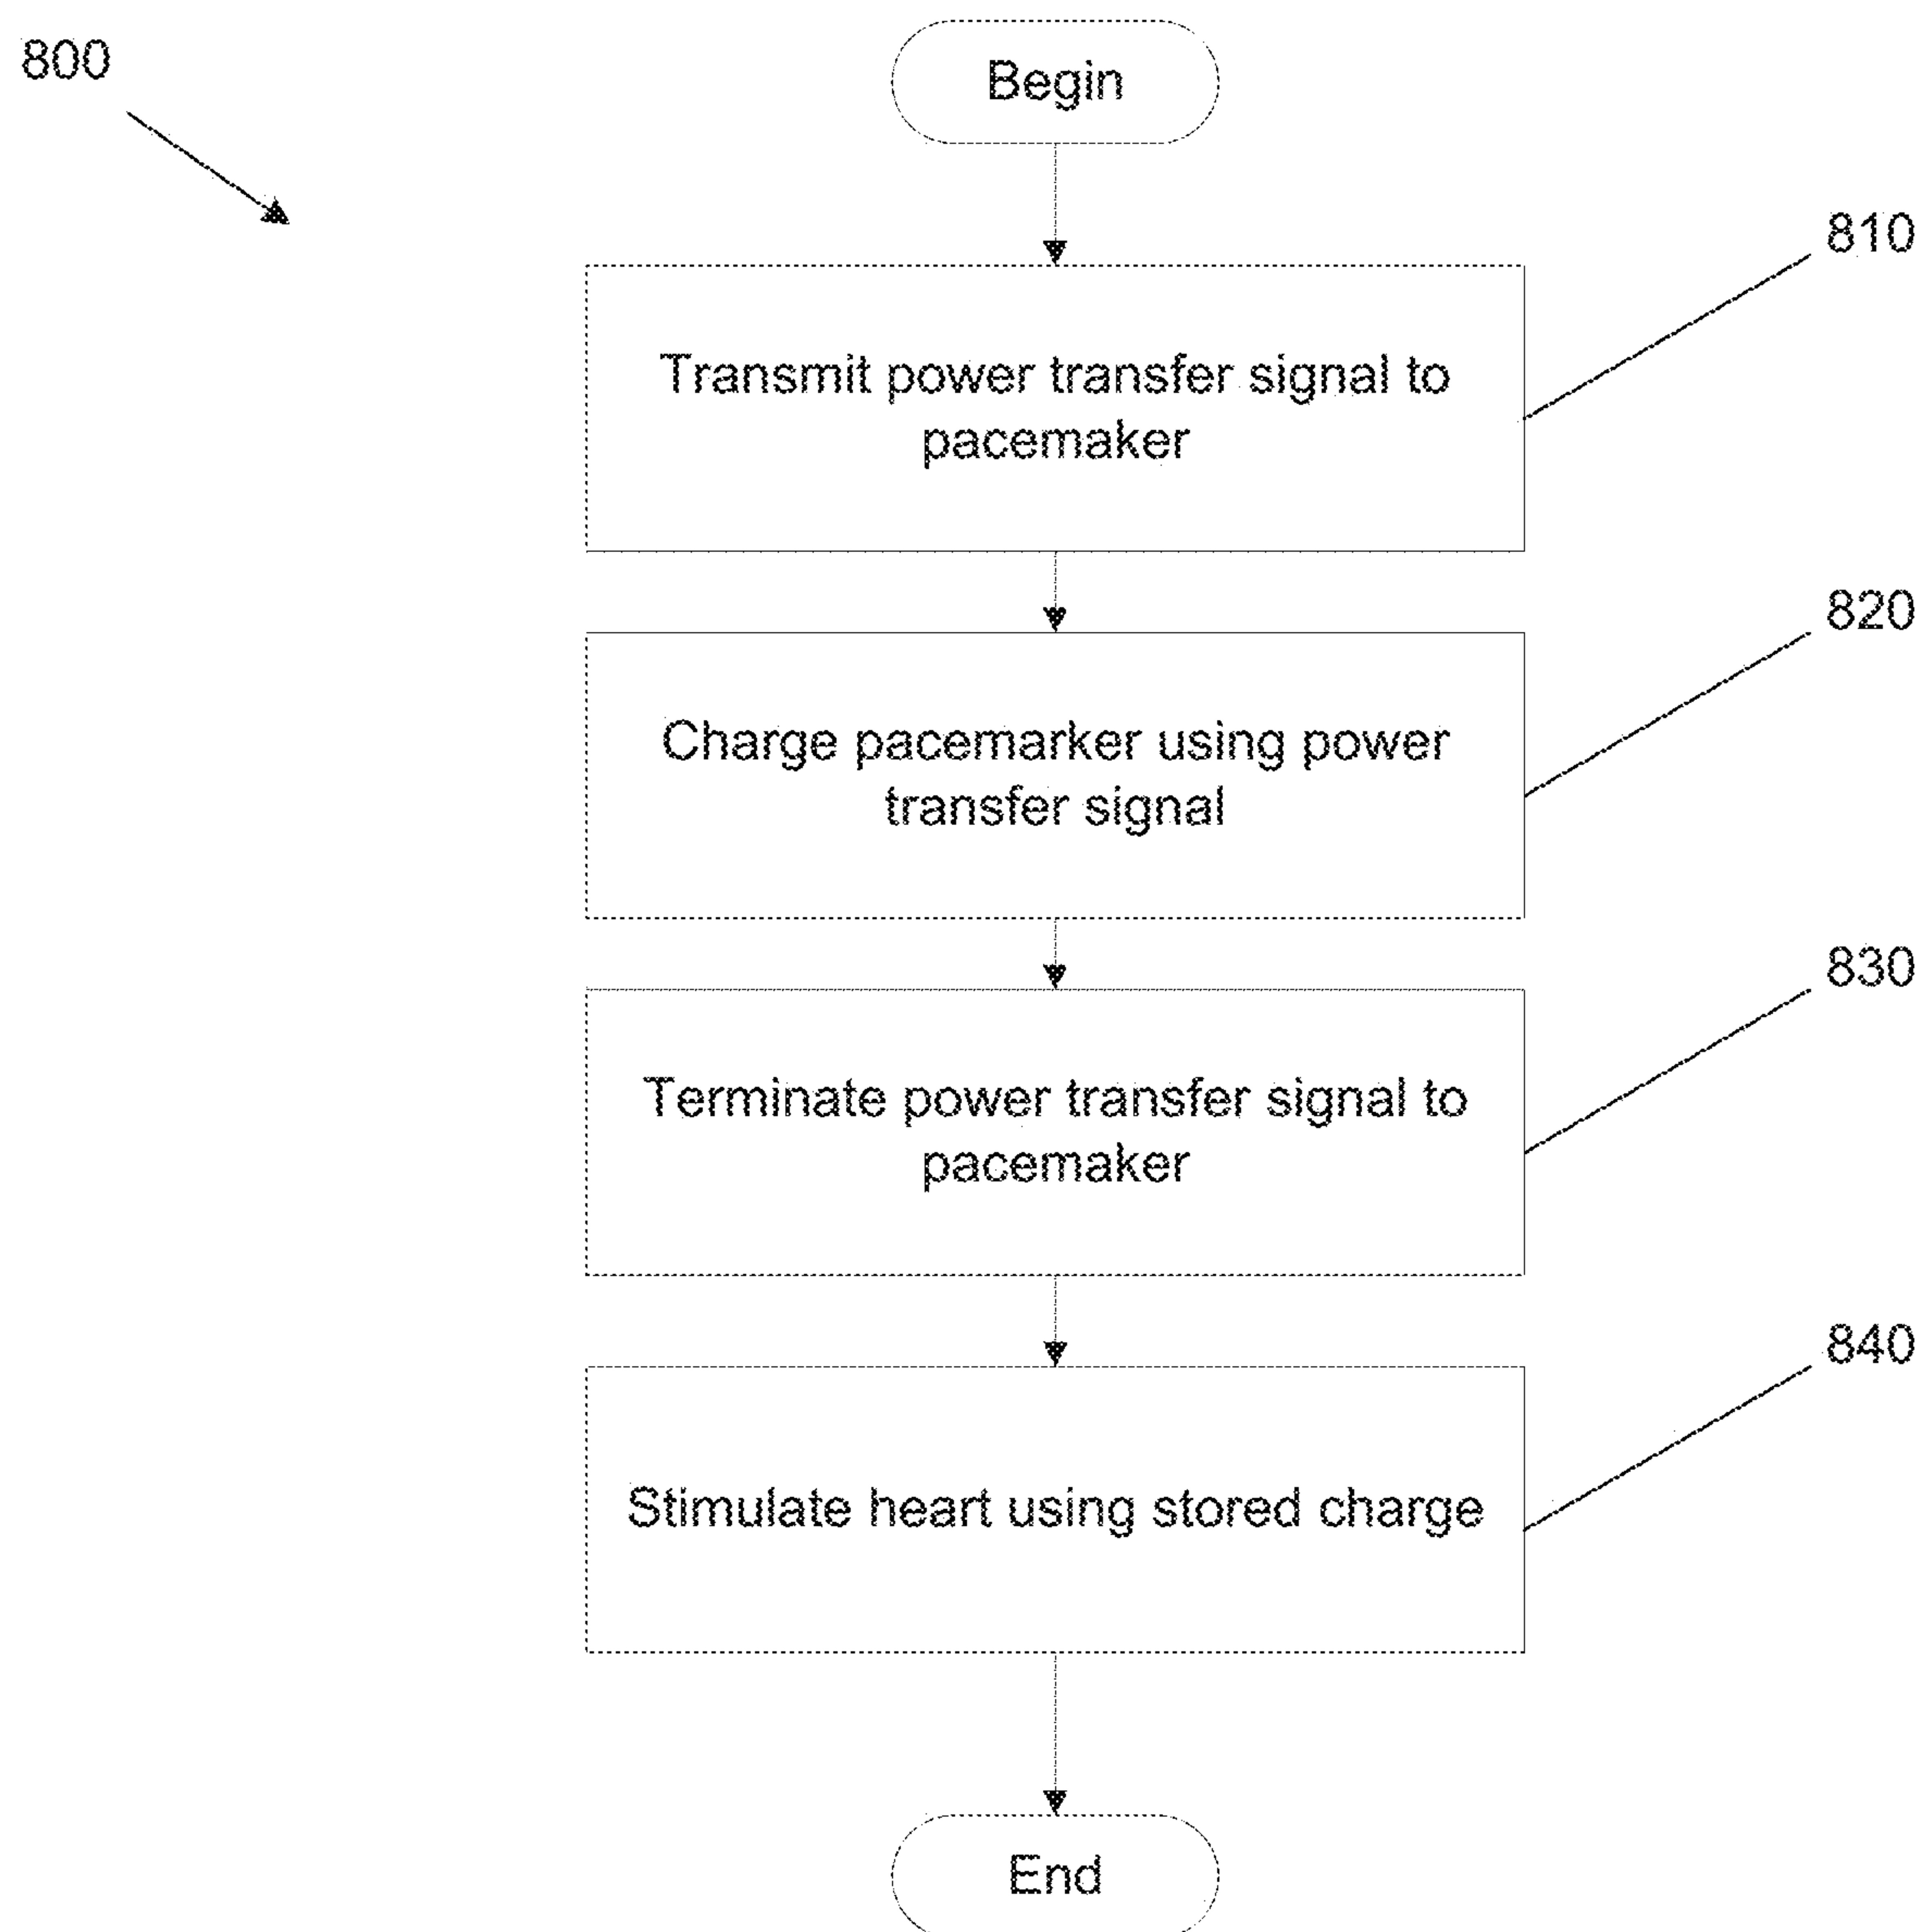 800
Begin
810
Transmit power transfer signal to
pacemaker
820
Charge pacemarker using power
transfer signal
830
Terminate power transfer signal to
pacemaker
840
Stimulate heart using stored charge
End